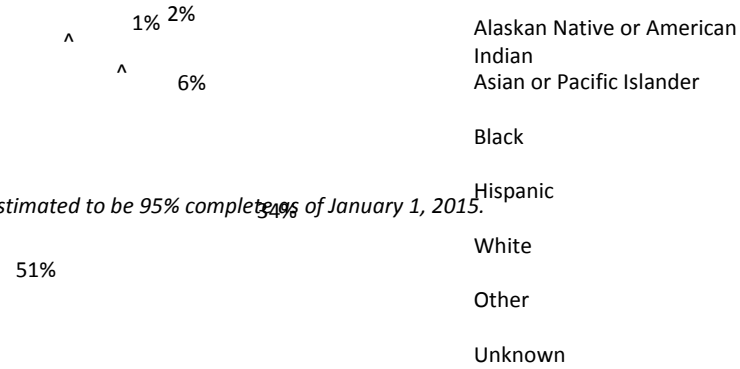 1% 2%
^
^
6%
stimated to be 95% complete as of January 1, 2015.
34%
51%
Alaskan Native or American
Indian
Asian or Pacific Islander
Black
Hispanic
White
Other
Unknown